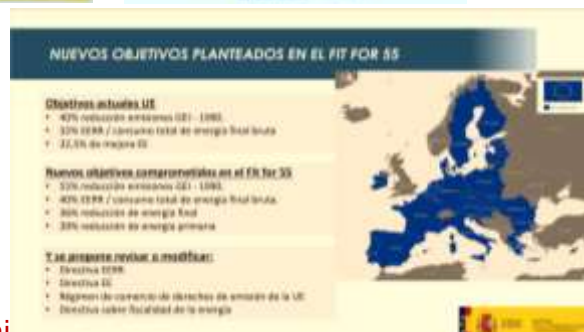 NUEVOS OBJETIVOS PLANTEADOS EN EL FIT FOR 55
Objetivos actuales UE
• 40% reducción emisiones GEI - 1990.
• 32% EERR / consumo total de energía final bruta
• 32,5% de mejora EE
Nuevos objetivos comprometidos en el Fit for 55
• 55% reducción emisiones GEI - 1990.
• 40% EERR / consumo total de energía final bruta.
• 36% reducción de energía final
• 39% reducción de energía primaria
Y se propone revisar o modificar:
• Directiva EERR
• Directiva EE
• Régimen de comercio de derechos de emisión de la UE
• Directiva sobre fiscalidad de la energía